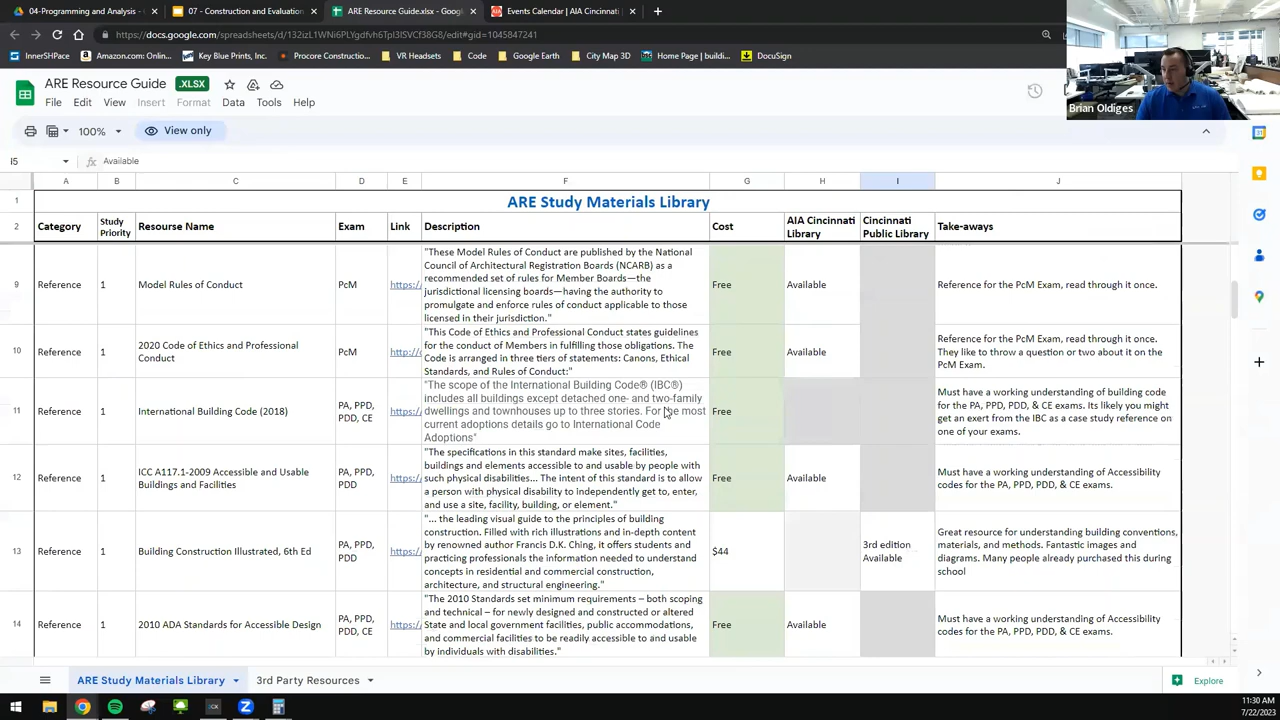 04-Programming and Analysis -
07 - Construction and Evaluation
ARE Resource Guide.xlsx - Googl
Events Calendar | AIA Cincinnati
https://docs.google.com/spreadsheets/d/132izL1WNi6PLYgdfvh6TpI3lSVCf38G8/edit#gid=1045847241
InnerSHPace
Amazon.com: Onlin...
Key Blue Prints, Inc.
Procore Constructio...
VR Headsets
Code
City Map 3D
Home Page | buildi...
DocuSign
ARE Resource Guide
.XLSX
File Edit View Insert Format Data Tools Help
100%
View only
Brian Oldiges
I5
fx Available
A B C D E F G H I J
1 ARE Study Materials Library
2 Category Study Priority Resourse Name Exam Link Description Cost AIA Cincinnati Library Cincinnati Public Library Take-aways
9 Reference 1 Model Rules of Conduct PcM https:/
"These Model Rules of Conduct are published by the National
Council of Architectural Registration Boards (NCARB) as a
recommended set of rules for Member Boards—the
jurisdictional licensing boards—having the authority to
promulgate and enforce rules of conduct applicable to those
licensed in their jurisdiction."
Free Available Reference for the PcM Exam, read through it once.
10 Reference 1 2020 Code of Ethics and Professional
Conduct
PcM http:/
"This Code of Ethics and Professional Conduct states guidelines
for the conduct of Members in fulfilling those obligations. The
Code is arranged in three tiers of statements: Canons, Ethical
Standards, and Rules of Conduct:"
Free Available
Reference for the PcM Exam, read through it once.
They like to throw a question or two about it on the
PcM Exam.
11 Reference 1 International Building Code (2018)
PA, PPD,
PDD, CE
https:/
"The scope of the International Building Code® (IBC®)
includes all buildings except detached one- and two-family
dwellings and townhouses up to three stories. For the most
current adoptions details go to International Code
Adoptions"
Free
Must have a working understanding of building code
for the PA, PPD, PDD, & CE exams. Its likely you might
get an exert from the IBC as a case study reference on
one of your exams.
12 Reference 1 ICC A117.1-2009 Accessible and Usable
Buildings and Facilities
PA, PPD,
PDD
https:/
"The specifications in this standard make sites, facilities,
buildings and elements accessible to and usable by people with
such physical disabilities... The intent of this standard is to allow
a person with physical disability to independently get to, enter,
and use a site, facility, building, or element."
Free Available
Must have a working understanding of Accessibility
codes for the PA, PPD, PDD, & CE exams.
13 Reference 1 Building Construction Illustrated, 6th Ed
PA, PPD,
PDD
https:/
"... the leading visual guide to the principles of building
construction. Filled with rich illustrations and in-depth content
by renowned author Francis D.K. Ching, it offers students and
practicing professionals the information needed to understand
concepts in residential and commercial construction,
architecture, and structural engineering."
$44
3rd edition
Available
Great resource for understanding building conventions,
materials, and methods. Fantastic images and
diagrams. Many people already purchased this during
school
14 Reference 1 2010 ADA Standards for Accessible Design
PA, PPD,
PDD, CE
https:/
"The 2010 Standards set minimum requirements – both scoping
and technical – for newly designed and constructed or altered
State and local government facilities, public accommodations,
and commercial facilities to be readily accessible to and usable
by individuals with disabilities."
Free Available
Must have a working understanding of Accessibility
codes for the PA, PPD, PDD, & CE exams.
ARE Study Materials Library
3rd Party Resources
Explore
11:30 AM
7/22/2023